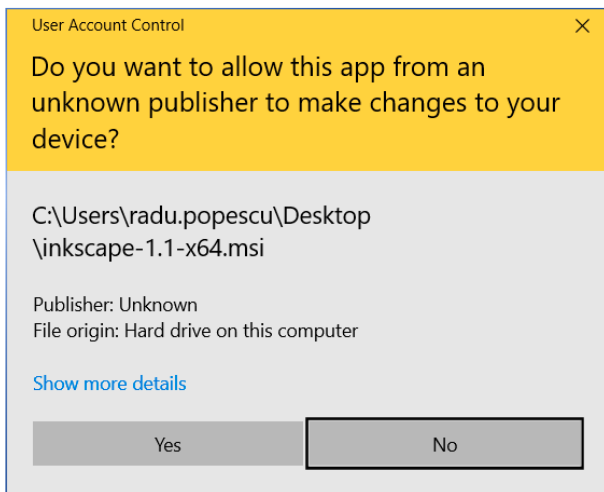 User Account Control
Do you want to allow this app from an
unknown publisher to make changes to your
device?
C:\Users\radu.popescu\Desktop
\inkscape-1.1-x64.msi
Publisher: Unknown
File origin: Hard drive on this computer
Show more details
Yes No